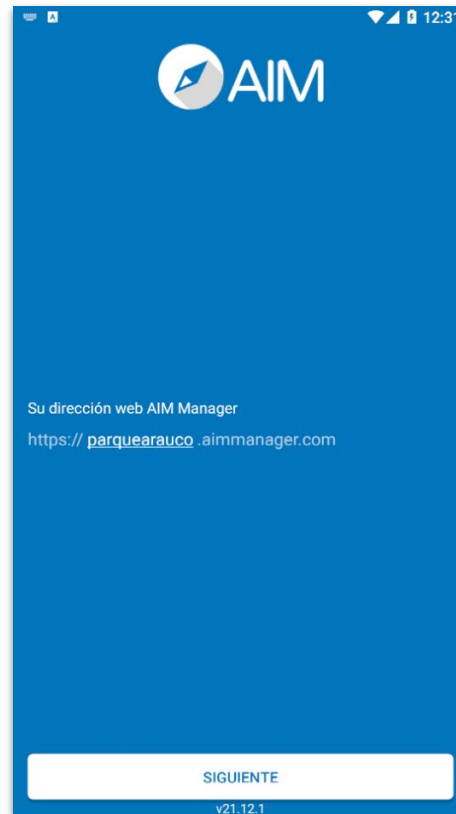 A 12:31
AIM
Su dirección web AIM Manager
https:// parquearauco .aimmanager.com
SIGUIENTE
v21.12.1